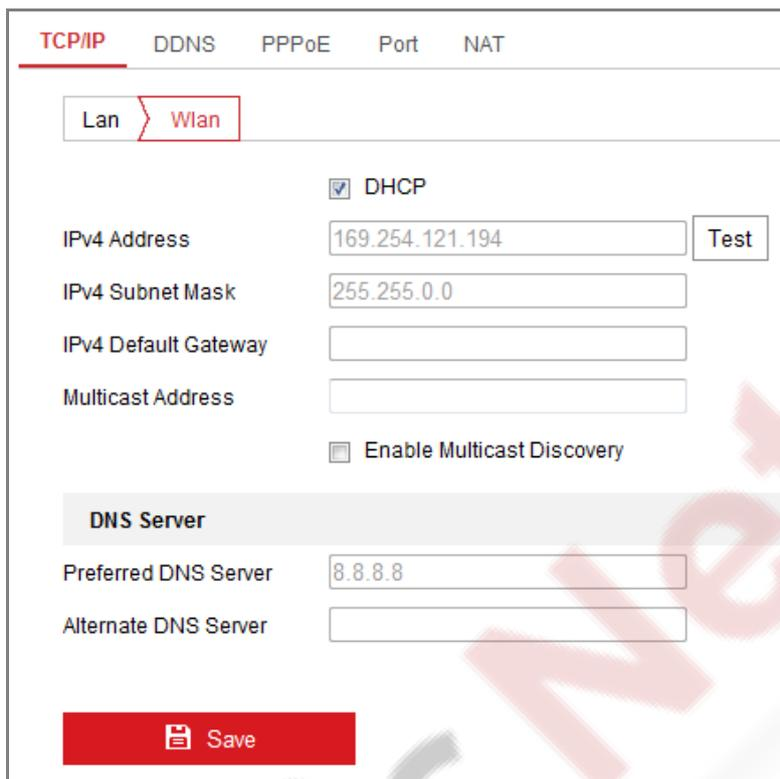 TCP/IP DDNS PPPoE Port NAT
Lan Wlan
DHCP
IPv4 Address 169.254.121.194 Test
IPv4 Subnet Mask 255.255.0.0
IPv4 Default Gateway
Multicast Address
Enable Multicast Discovery
DNS Server
Preferred DNS Server 8.8.8.8
Alternate DNS Server
Save